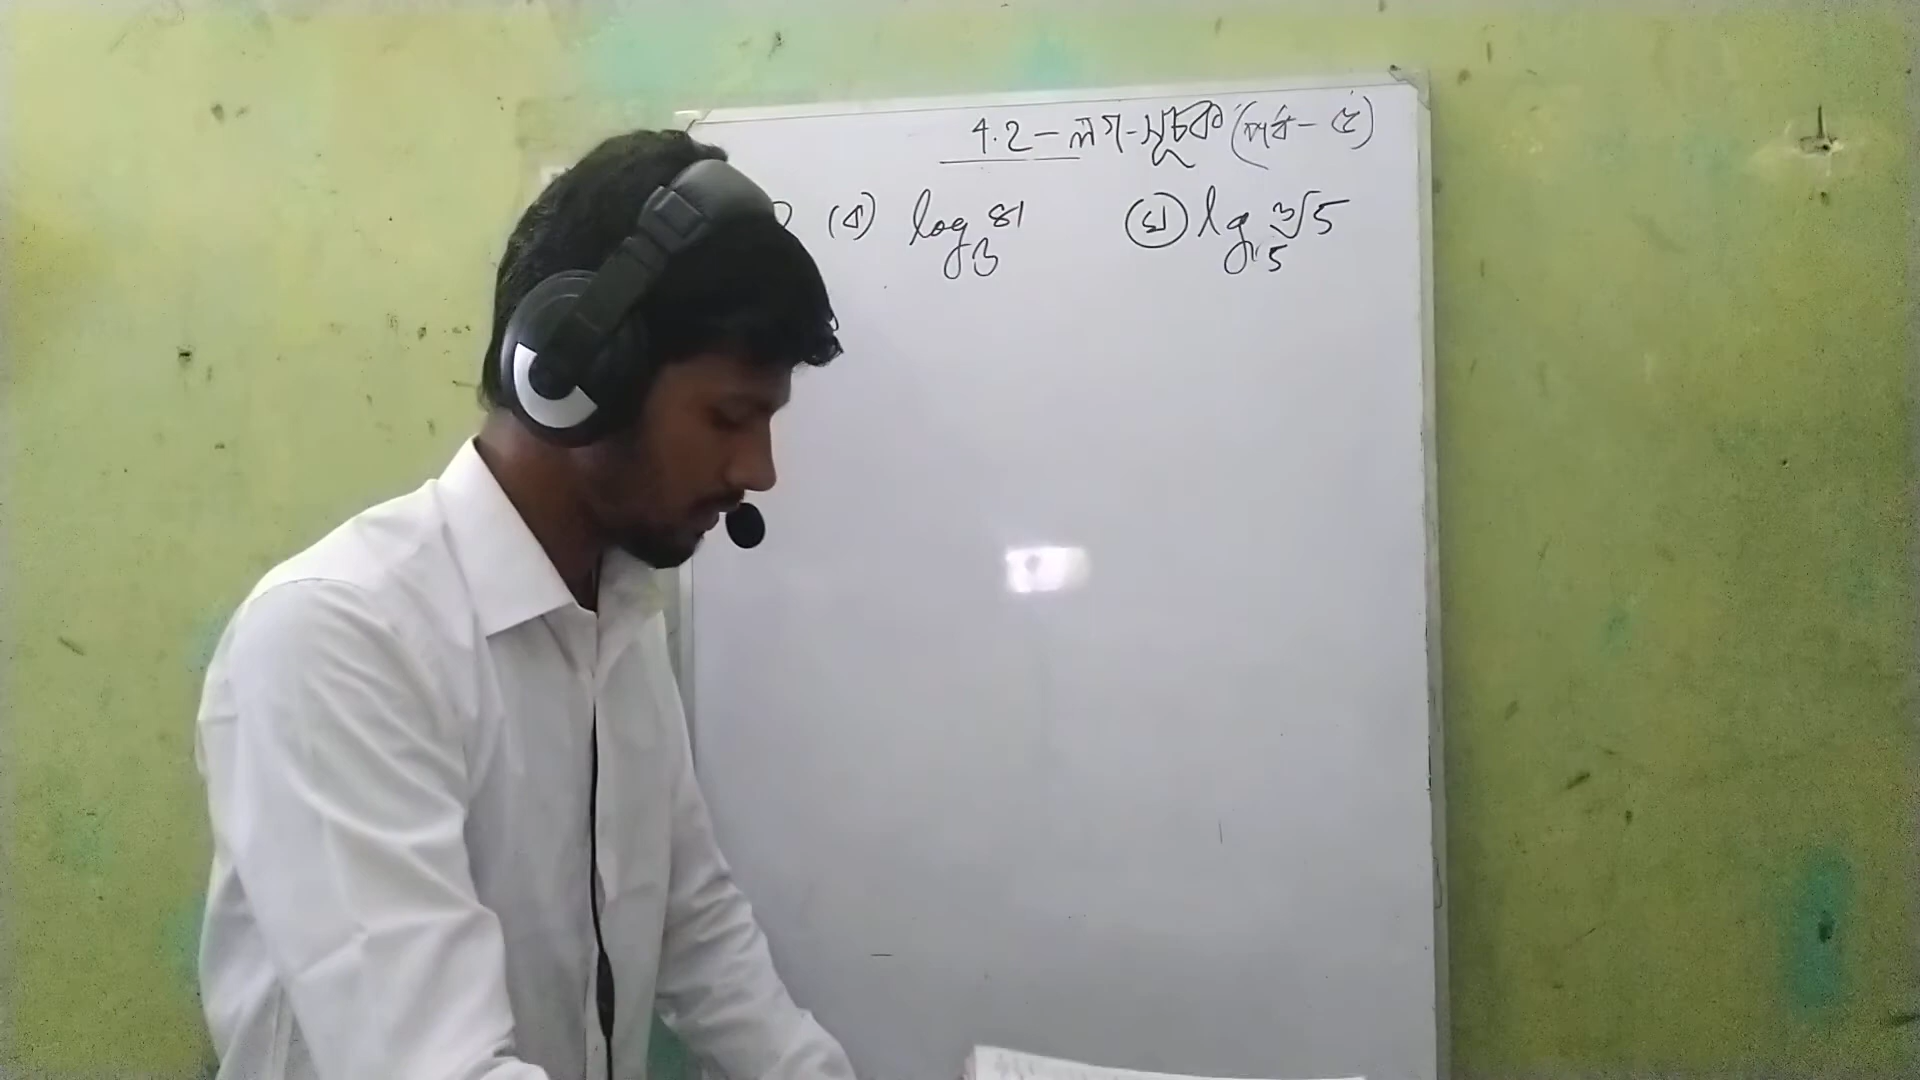 4.2 – লগ-সূচক (পর্ব - ৫)
(ক) log₃ 81 (খ) log₅ ∛5